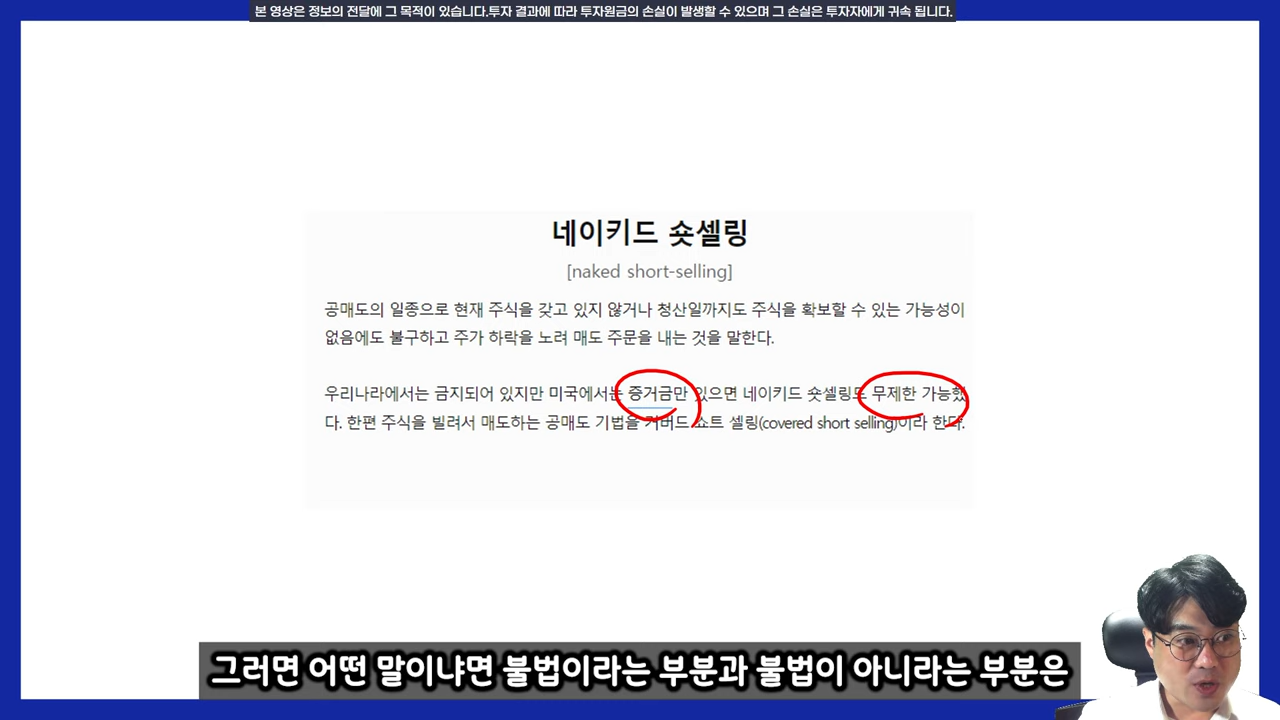 본 영상은 정보의 전달에 그 목적이 있습니다.투자 결과에 따라 투자원금의 손실이 발생할 수 있으며 그 손실은 투자자에게 귀속 됩니다.
네이키드 숏셀링
[naked short-selling]
공매도의 일종으로 현재 주식을 갖고 있지 않거나 청산일까지도 주식을 확보할 수 있는 가능성이
없음에도 불구하고 주가 하락을 노려 매도 주문을 내는 것을 말한다.
우리나라에서는 금지되어 있지만 미국에서는 증거금만 있으면 네이키드 숏셀링도 무제한 가능했
다. 한편 주식을 빌려서 매도하는 공매도 기법을 커버드 쇼트 셀링(covered short selling)이라 한다.
그러면 어떤 말이냐면 불법이라는 부분과 불법이 아니라는 부분은